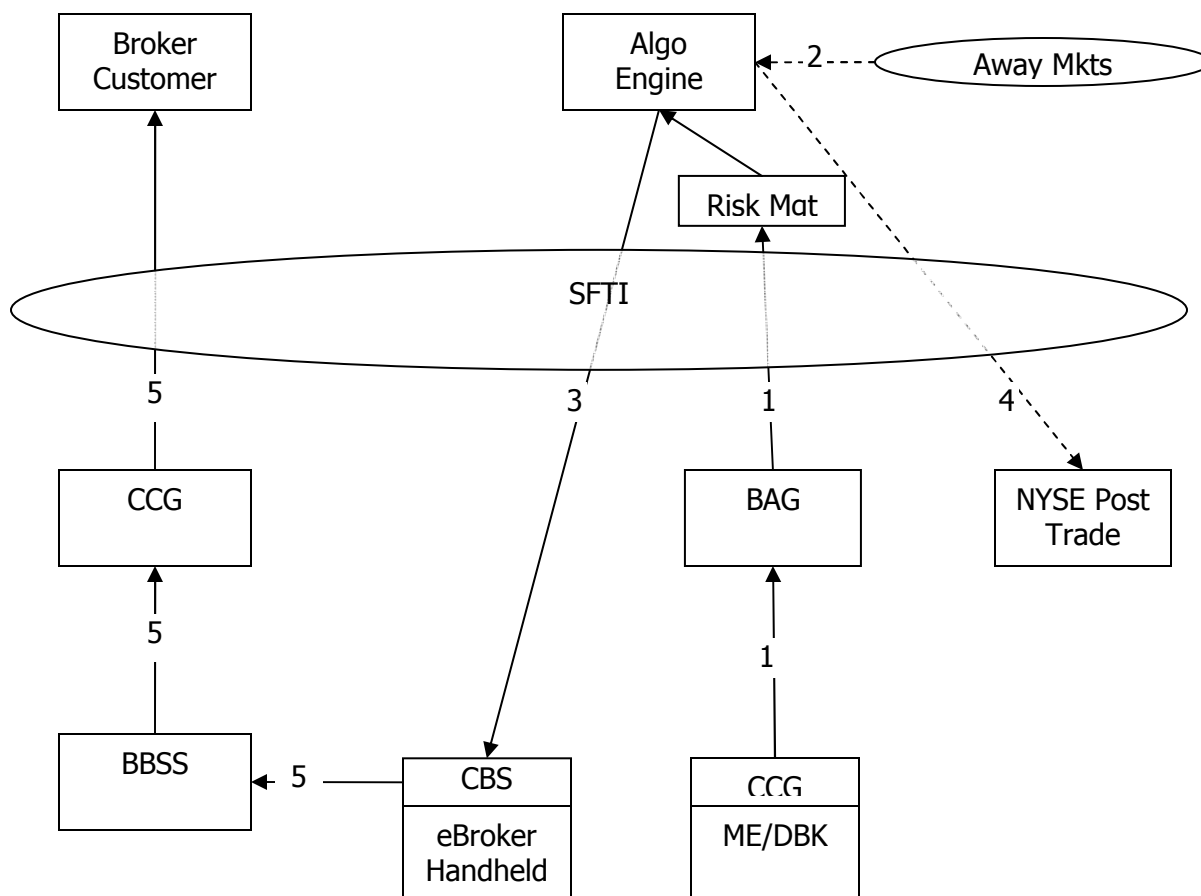 Broker
Customer
Algo
Engine
2
Away Mkts
Risk Mgt
SFTI
5
3
1
4
CCG
BAG
NYSE Post
Trade
5
1
BBSS
5
CBS
eBroker
Handheld
CCG
ME/DBK